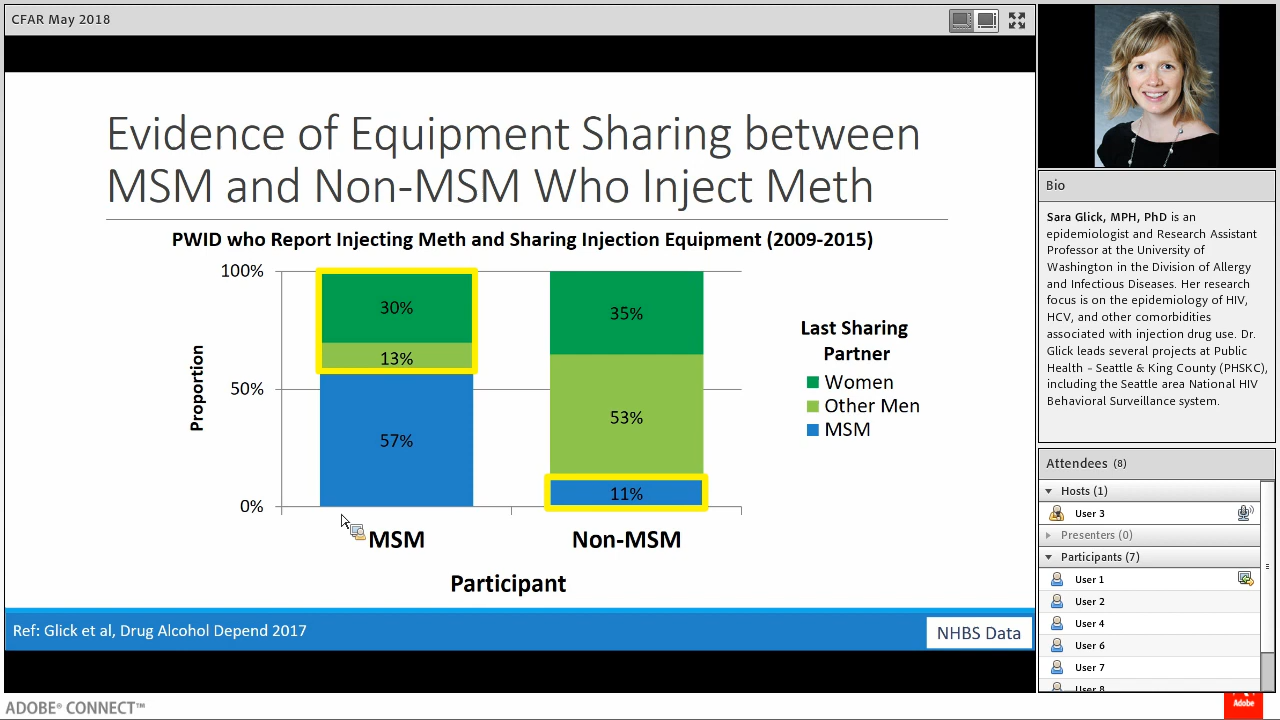 CFAR May 2018
Evidence of Equipment Sharing between
MSM and Non-MSM Who Inject Meth
PWID who Report Injecting Meth and Sharing Injection Equipment (2009-2015)
100%
50%
0%
Proportion
30%
13%
57%
35%
53%
11%
MSM
Non-MSM
Participant
Last Sharing
Partner
Women
Other Men
MSM
Ref: Glick et al, Drug Alcohol Depend 2017
NHBS Data
Bio
Sara Glick, MPH, PhD is an
epidemiologist and Research Assistant
Professor at the University of
Washington in the Division of Allergy
and Infectious Diseases. Her research
focus is on the epidemiology of HIV,
HCV, and other comorbidities
associated with injection drug use. Dr.
Glick leads several projects at Public
Health - Seattle & King County (PHSKC),
including the Seattle area National HIV
Behavioral Surveillance system.
Attendees (8)
Hosts (1)
User 3
Presenters (0)
Participants (7)
User 1
User 2
User 4
User 6
User 7
User 8
ADOBE® CONNECT™
Adobe